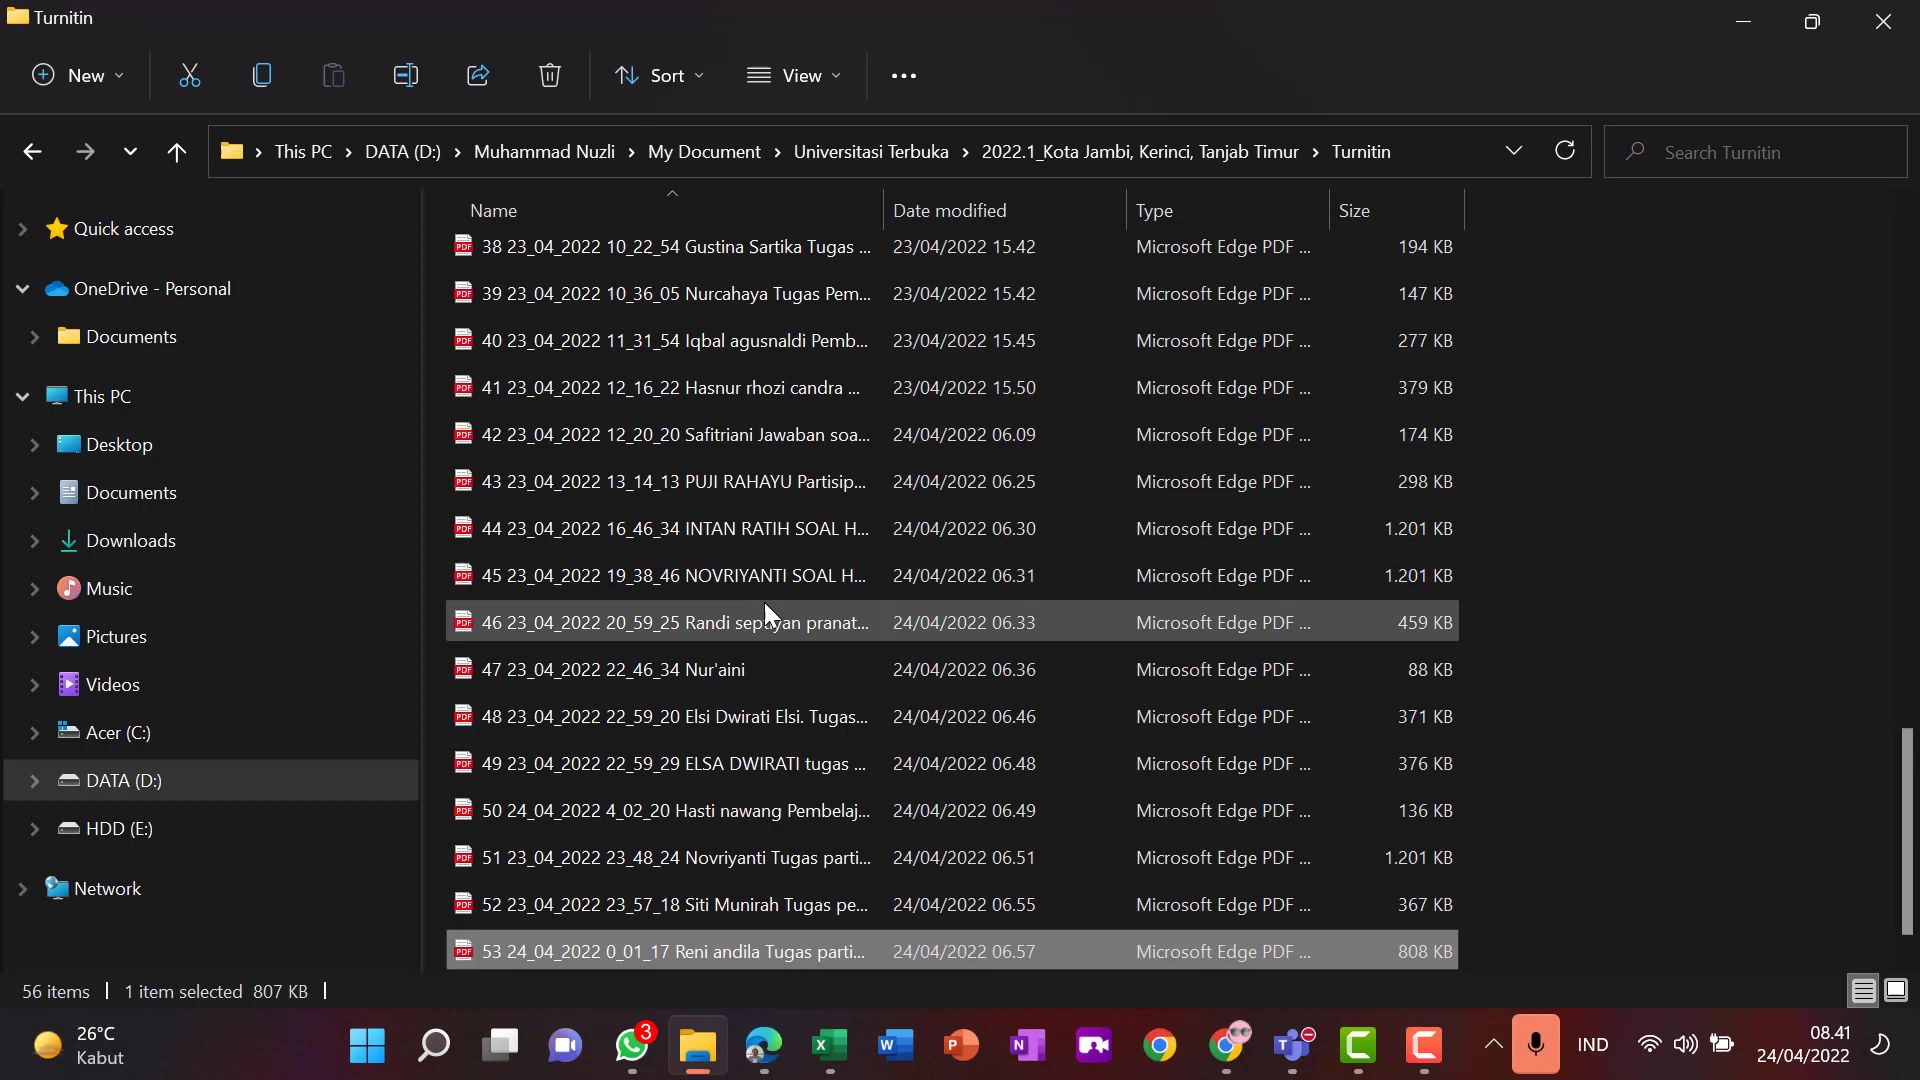 Turnitin
New
Sort
View
This PC
DATA (D:)
Muhammad Nuzli
My Document
Universitasi Terbuka
2022.1_Kota Jambi, Kerinci, Tanjab Timur
Turnitin
Search Turnitin
Name
Date modified
Type
Size
Quick access
OneDrive - Personal
Documents
This PC
Desktop
Documents
Downloads
Music
Pictures
Videos
Acer (C:)
DATA (D:)
HDD (E:)
Network
38 23_04_2022 10_22_54 Gustina Sartika Tugas ... 23/04/2022 15.42 Microsoft Edge PDF ... 194 KB
39 23_04_2022 10_36_05 Nurcahaya Tugas Pem... 23/04/2022 15.42 Microsoft Edge PDF ... 147 KB
40 23_04_2022 11_31_54 Iqbal agusnaldi Pemb... 23/04/2022 15.45 Microsoft Edge PDF ... 277 KB
41 23_04_2022 12_16_22 Hasnur rhozi candra ... 23/04/2022 15.50 Microsoft Edge PDF ... 379 KB
42 23_04_2022 12_20_20 Safitriani Jawaban soa... 24/04/2022 06.09 Microsoft Edge PDF ... 174 KB
43 23_04_2022 13_14_13 PUJI RAHAYU Partisip... 24/04/2022 06.25 Microsoft Edge PDF ... 298 KB
44 23_04_2022 16_46_34 INTAN RATIH SOAL H... 24/04/2022 06.30 Microsoft Edge PDF ... 1.201 KB
45 23_04_2022 19_38_46 NOVRIYANTI SOAL H... 24/04/2022 06.31 Microsoft Edge PDF ... 1.201 KB
46 23_04_2022 20_59_25 Randi septiyan pranat... 24/04/2022 06.33 Microsoft Edge PDF ... 459 KB
47 23_04_2022 22_46_34 Nur'aini 24/04/2022 06.36 Microsoft Edge PDF ... 88 KB
48 23_04_2022 22_59_20 Elsi Dwirati Elsi. Tugas... 24/04/2022 06.46 Microsoft Edge PDF ... 371 KB
49 23_04_2022 22_59_29 ELSA DWIRATI tugas ... 24/04/2022 06.48 Microsoft Edge PDF ... 376 KB
50 24_04_2022 4_02_20 Hasti nawang Pembelaj... 24/04/2022 06.49 Microsoft Edge PDF ... 136 KB
51 23_04_2022 23_48_24 Novriyanti Tugas parti... 24/04/2022 06.51 Microsoft Edge PDF ... 1.201 KB
52 23_04_2022 23_57_18 Siti Munirah Tugas pe... 24/04/2022 06.55 Microsoft Edge PDF ... 367 KB
53 24_04_2022 0_01_17 Reni andila Tugas parti... 24/04/2022 06.57 Microsoft Edge PDF ... 808 KB
56 items
1 item selected 807 KB
26°C
Kabut
3
IND
08.41
24/04/2022